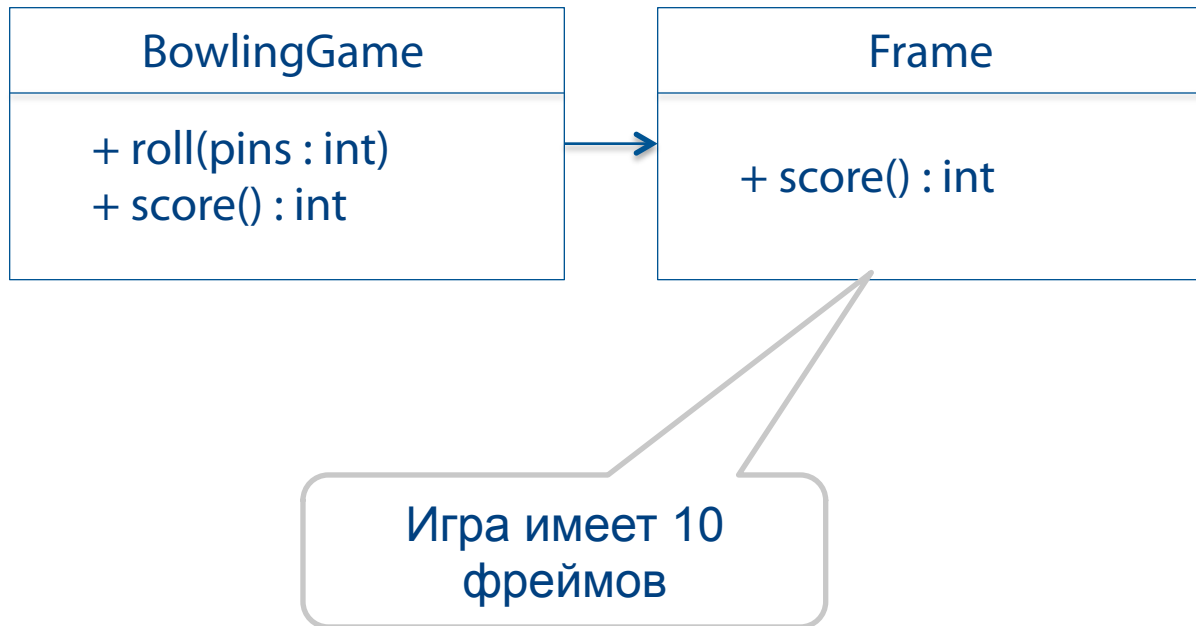 BowlingGame
+ roll(pins : int)
+ score() : int
Frame
+ score() : int
Игра имеет 10
фреймов